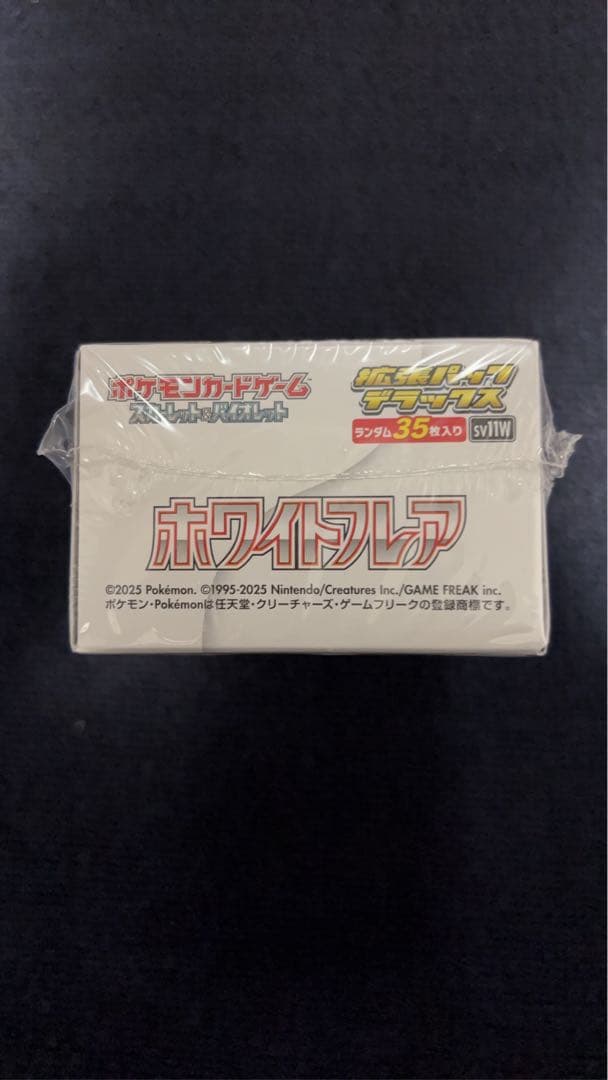 ポケモンカードゲーム
スカーレット&バイオレット
拡張パック
デラックス
ランダム35枚入り
SV11W
ホワイトフレア
©2025 Pokémon. ©1995-2025 Nintendo/Creatures Inc./GAME FREAK inc.
ポケモン・Pokémonは任天堂・クリーチャーズ・ゲームフリークの登録商標です。